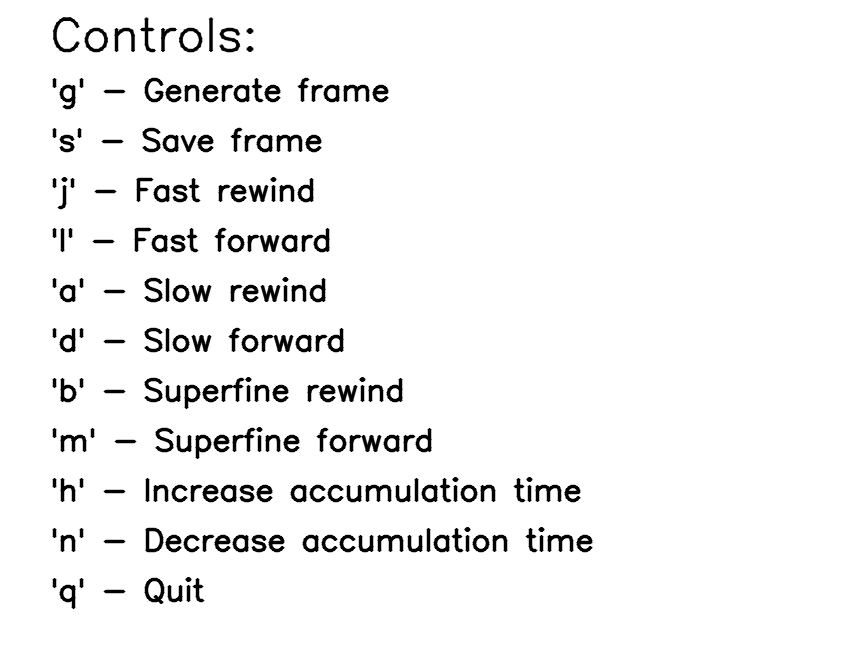 Controls:
'g' - Generate frame
's' - Save frame
'j' - Fast rewind
'l' - Fast forward
'a' - Slow rewind
'd' - Slow forward
'b' - Superfine rewind
'm' - Superfine forward
'h' - Increase accumulation time
'n' - Decrease accumulation time
'q' - Quit